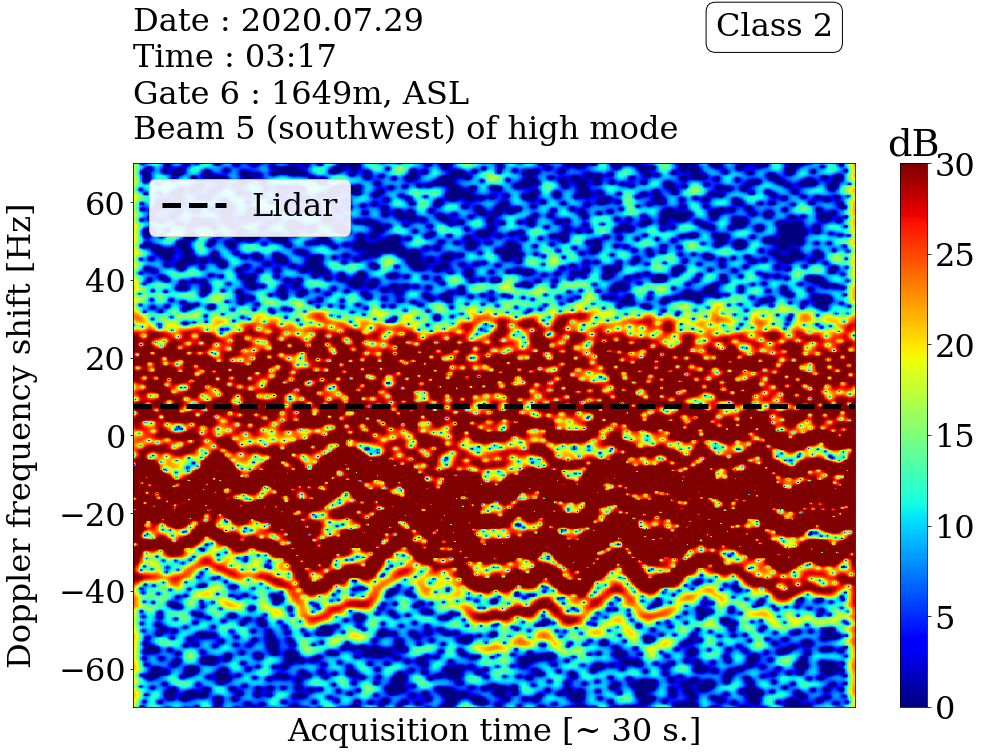 Date : 2020.07.29
Time : 03:17
Gate 6 : 1649m, ASL
Beam 5 (southwest) of high mode
Class 2
dB
Lidar
Doppler frequency shift [Hz]
60
40
20
0
−20
−40
−60
30
25
20
15
10
5
0
Acquisition time [~ 30 s.]